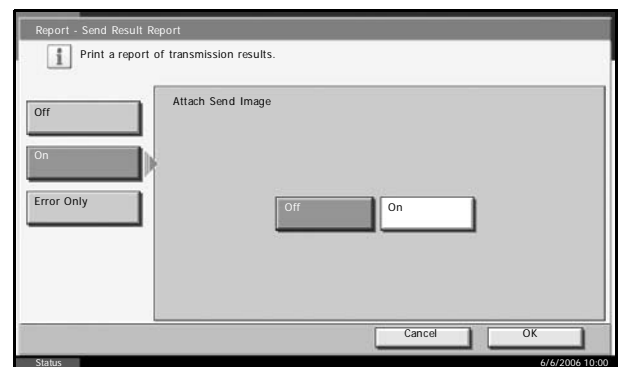 Report - Send Result Report
Print a report of transmission results.
Attach Send Image
Off
On
Error Only
Off
On
Cancel
OK
Status
6/6/2006 10:00